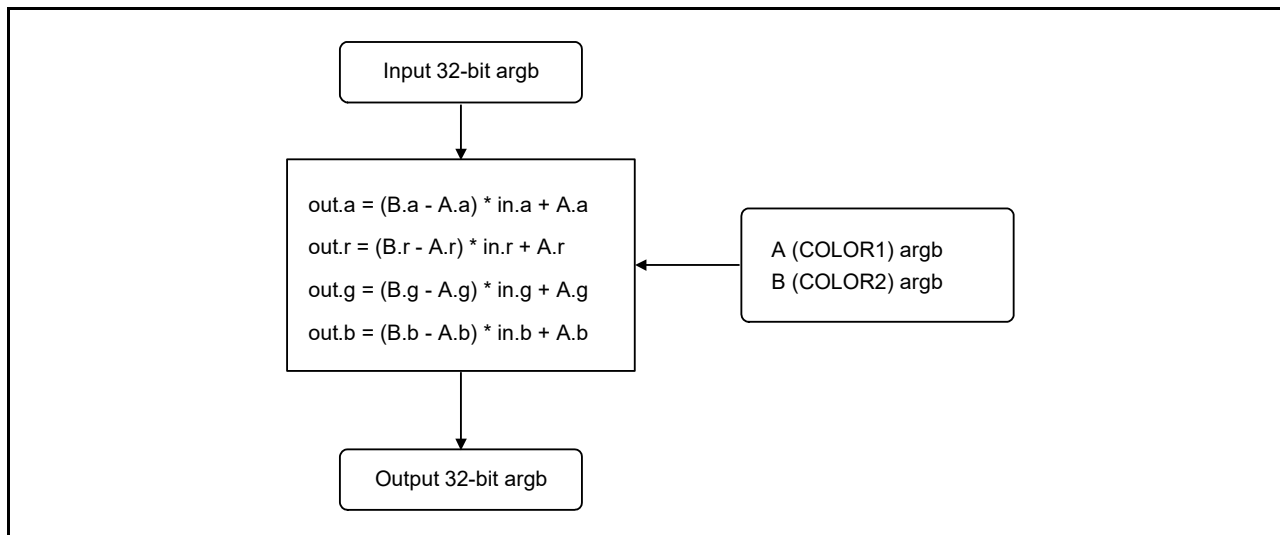 Input 32-bit argb
out.a = (B.a - A.a) * in.a + A.a
out.r = (B.r - A.r) * in.r + A.r
out.g = (B.g - A.g) * in.g + A.g
out.b = (B.b - A.b) * in.b + A.b
A (COLOR1) argb
B (COLOR2) argb
Output 32-bit argb